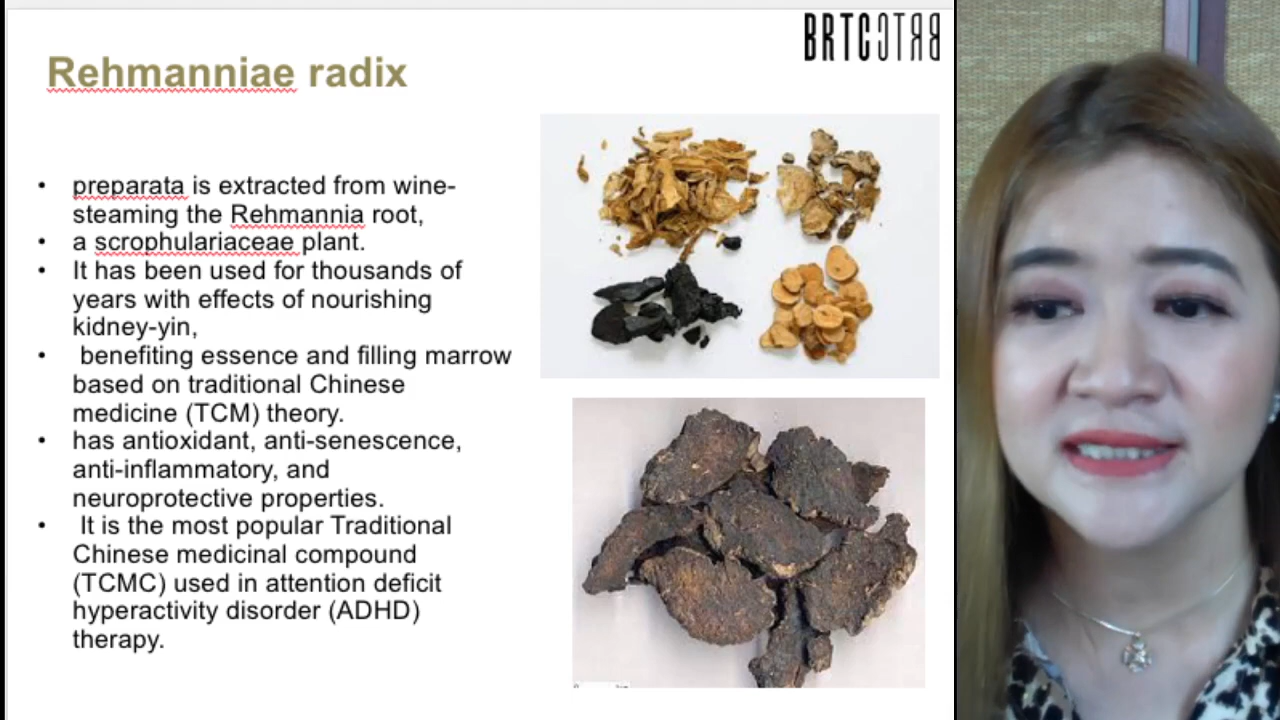 BRTC
Rehmanniae radix
• preparata is extracted from wine-
steaming the Rehmannia root,
• a scrophulariaceae plant.
• It has been used for thousands of
years with effects of nourishing
kidney-yin,
• benefiting essence and filling marrow
based on traditional Chinese
medicine (TCM) theory.
• has antioxidant, anti-senescence,
anti-inflammatory, and
neuroprotective properties.
• It is the most popular Traditional
Chinese medicinal compound
(TCMC) used in attention deficit
hyperactivity disorder (ADHD)
therapy.